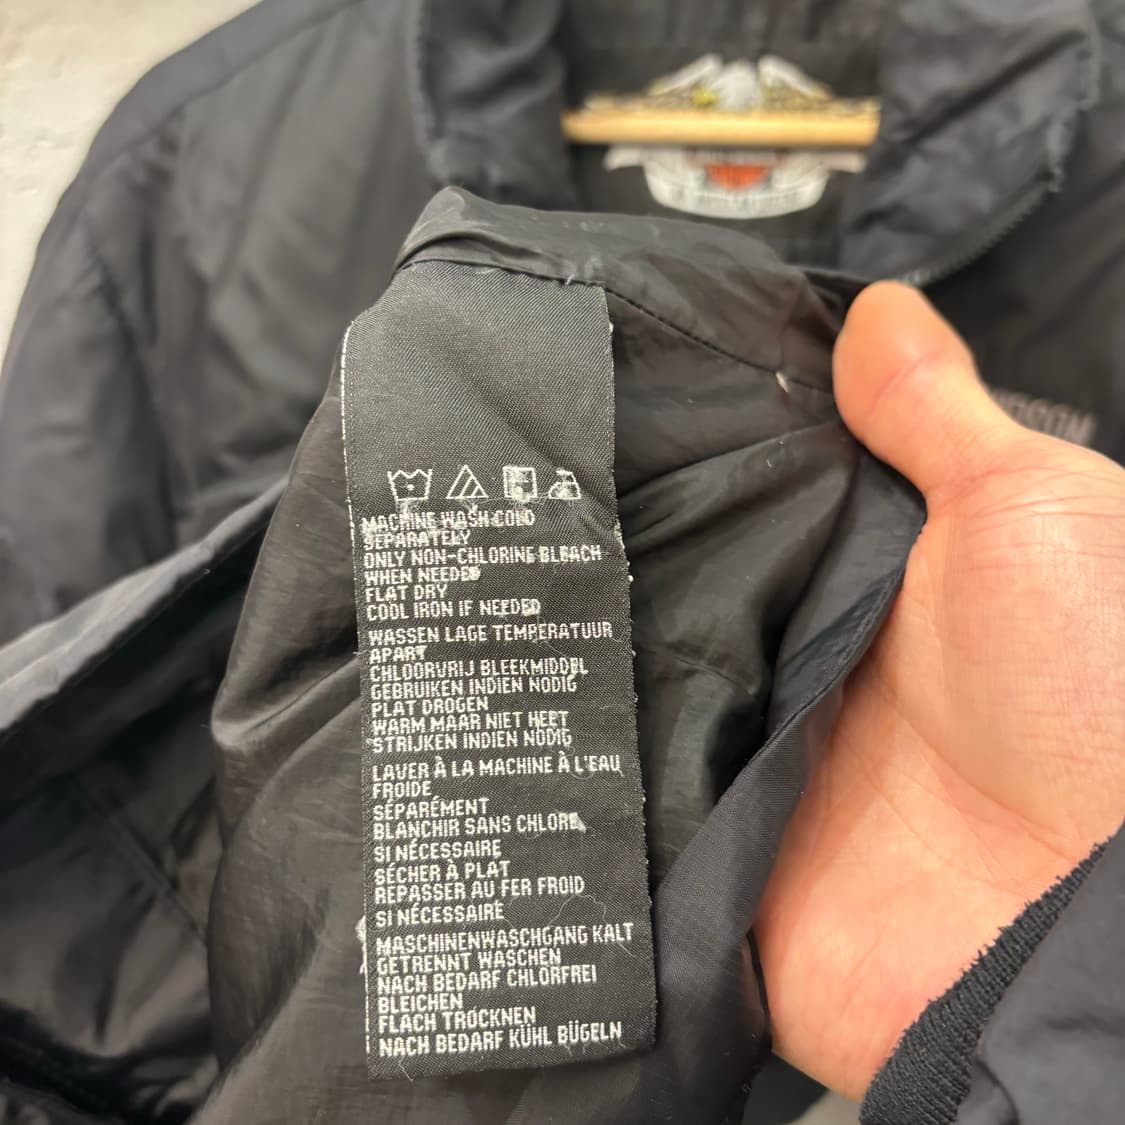 MACHINE WASH COLD
SEPARATELY
ONLY NON-CHLORINE BLEACH
WHEN NEEDED
FLAT DRY
COOL IRON IF NEEDED
WASSEN LAGE TEMPERATUUR
APART
CHLOORVRIJ BLEEKMIDDEL
GEBRUIKEN INDIEN NODIG
PLAT DROGEN
WARM MAAR NIET HEET
STRIJKEN INDIEN NODIG
LAVER À LA MACHINE À L'EAU
FROIDE
SÉPARÉMENT
BLANCHIR SANS CHLORE
SI NÉCESSAIRE
SÉCHER À PLAT
REPASSER AU FER FROID
SI NÉCESSAIRE
MASCHINENWASCHGANG KALT
GETRENNT WASCHEN
NACH BEDARF CHLORFREI
BLEICHEN
FLACH TROCKNEN
NACH BEDARF KÜHL BÜGELN